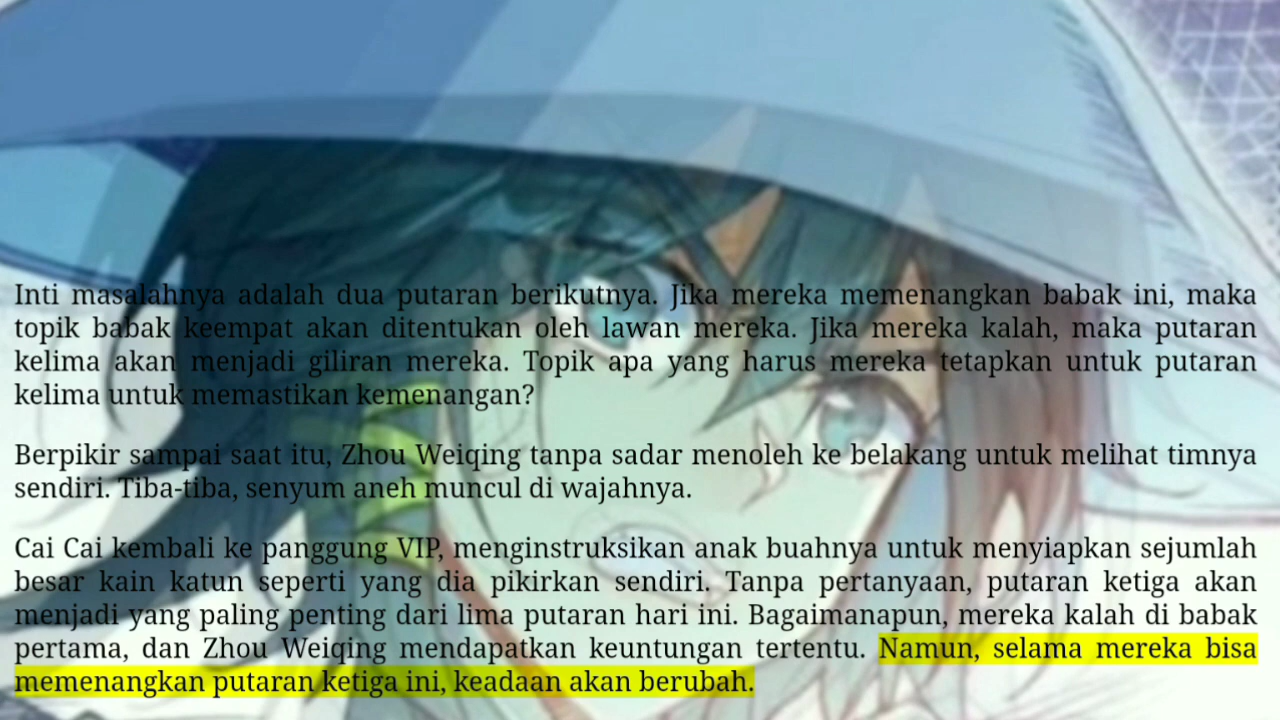 Inti masalahnya adalah dua putaran berikutnya. Jika mereka memenangkan babak ini, maka
topik babak keempat akan ditentukan oleh lawan mereka. Jika mereka kalah, maka putaran
kelima akan menjadi giliran mereka. Topik apa yang harus mereka tetapkan untuk putaran
kelima untuk memastikan kemenangan?
Berpikir sampai saat itu, Zhou Weiqing tanpa sadar menoleh ke belakang untuk melihat timnya
sendiri. Tiba-tiba, senyum aneh muncul di wajahnya.
Cai Cai kembali ke panggung VIP, menginstruksikan anak buahnya untuk menyiapkan sejumlah
besar kain katun seperti yang dia pikirkan sendiri. Tanpa pertanyaan, putaran ketiga akan
menjadi yang paling penting dari lima putaran hari ini. Bagaimanapun, mereka kalah di babak
pertama, dan Zhou Weiqing mendapatkan keuntungan tertentu. Namun, selama mereka bisa
memenangkan putaran ketiga ini, keadaan akan berubah.